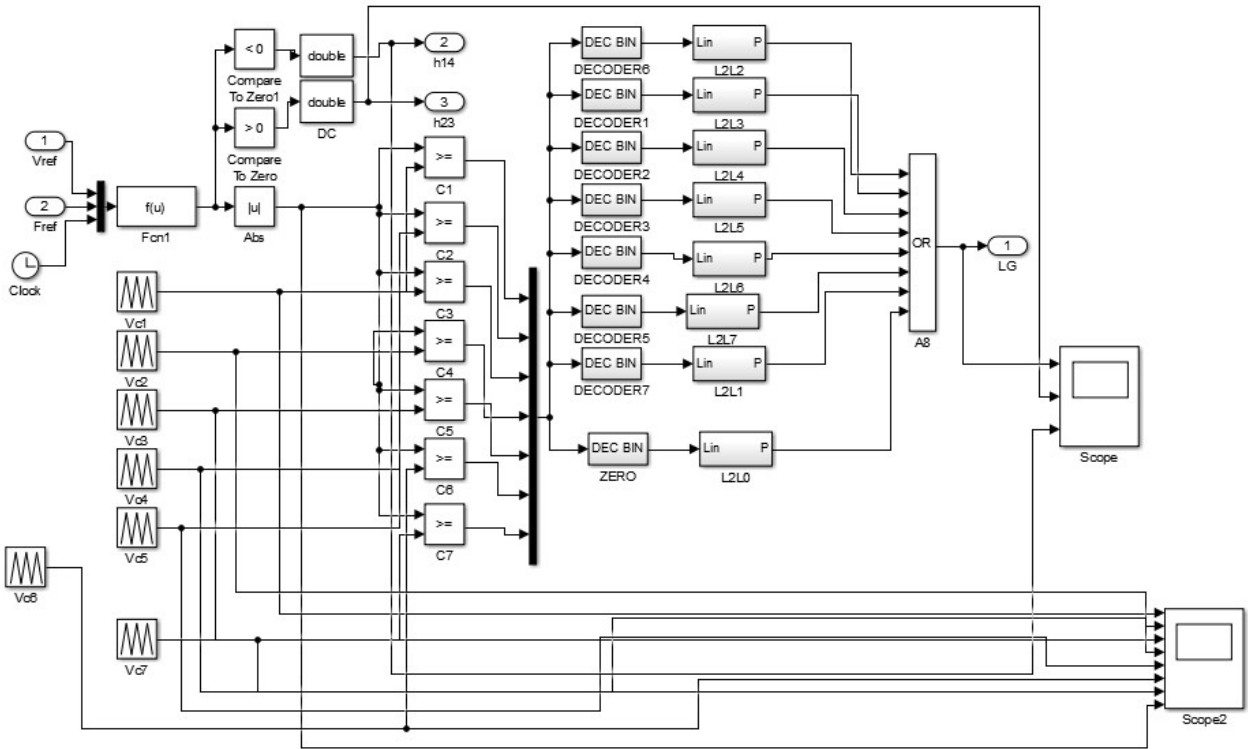 < 0
Compare
To Zero1
double
2
h14
> 0
Compare
To Zero
double
DC
3
h23
1
Vref
2
Fref
Clock
f(u)
Fcn1
|u|
Abs
>=
C1
>=
C2
>=
C3
>=
C4
>=
C5
>=
C6
>=
C7
Vc1
Vc2
Vc3
Vc4
Vc5
Vc6
Vc7
DEC BIN
DECODER6
Lin P
L2L2
DEC BIN
DECODER1
Lin P
L2L3
DEC BIN
DECODER2
Lin P
L2L4
DEC BIN
DECODER3
Lin P
L2L5
DEC BIN
DECODER4
Lin P
L2L6
DEC BIN
DECODER5
Lin P
L2L7
DEC BIN
DECODER7
Lin P
L2L1
DEC BIN
ZERO
Lin P
L2L0
OR
A8
1
LG
Scope
Scope2